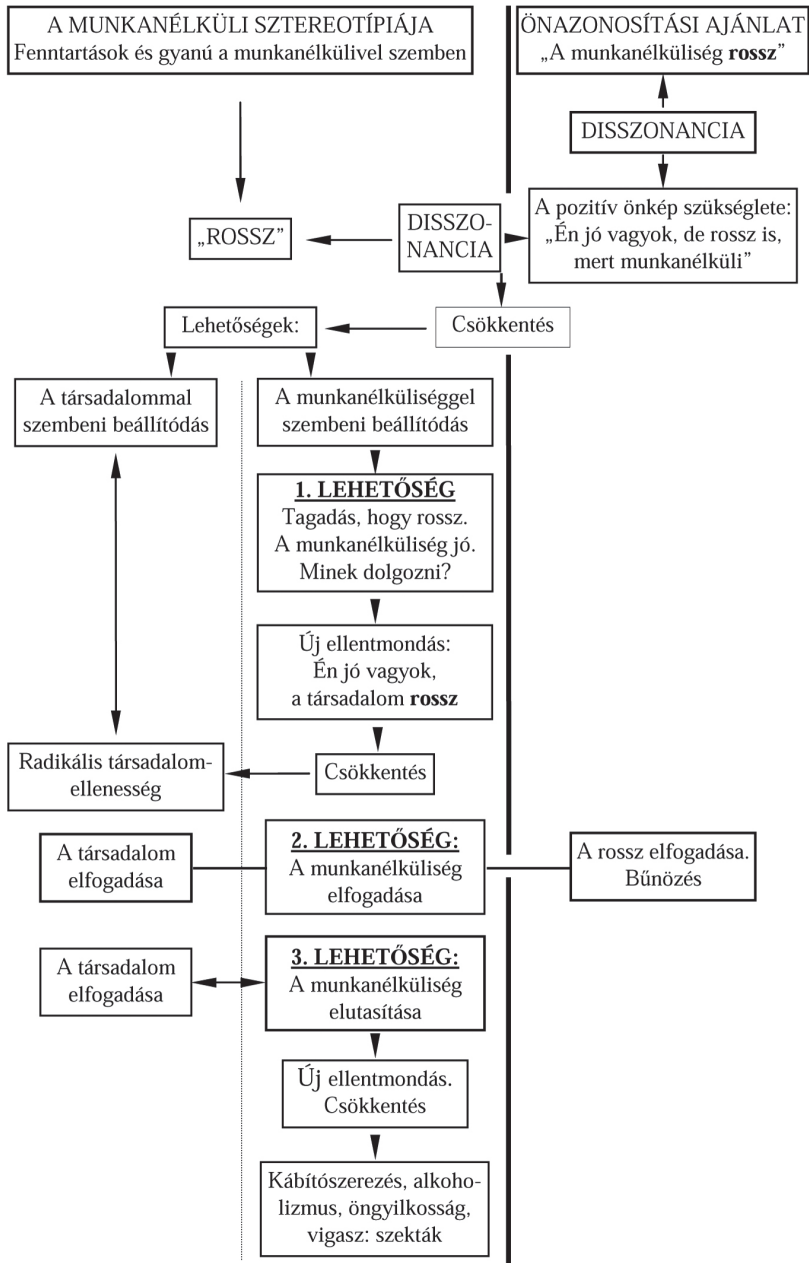 A MUNKANÉLKÜLI SZTEREOTÍPIÁJA
Fenntartások és gyanú a munkanélkülivel szemben
ÖNAZONOSÍTÁSI AJÁNLAT
„A munkanélküliség rossz”
DISSZONANCIA
„ROSSZ”
DISSZO-
NANCIA
A pozitív önkép szükséglete:
„Én jó vagyok, de rossz is,
mert munkanélküli”
Lehetőségek:
Csökkentés
A társadalommal
szembeni beállítódás
A munkanélküliséggel
szembeni beállítódás
1. LEHETŐSÉG
Tagadás, hogy rossz.
A munkanélküliség jó.
Minek dolgozni?
Új ellentmondás:
Én jó vagyok,
a társadalom rossz
Radikális társadalom-
ellenesség
Csökkentés
A társadalom
elfogadása
2. LEHETŐSÉG:
A munkanélküliség
elfogadása
A rossz elfogadása.
Bűnözés
A társadalom
elfogadása
3. LEHETŐSÉG:
A munkanélküliség
elutasítása
Új ellentmondás.
Csökkentés
Kábítószerezés, alkoho-
lizmus, öngyilkosság,
vigasz: szekták